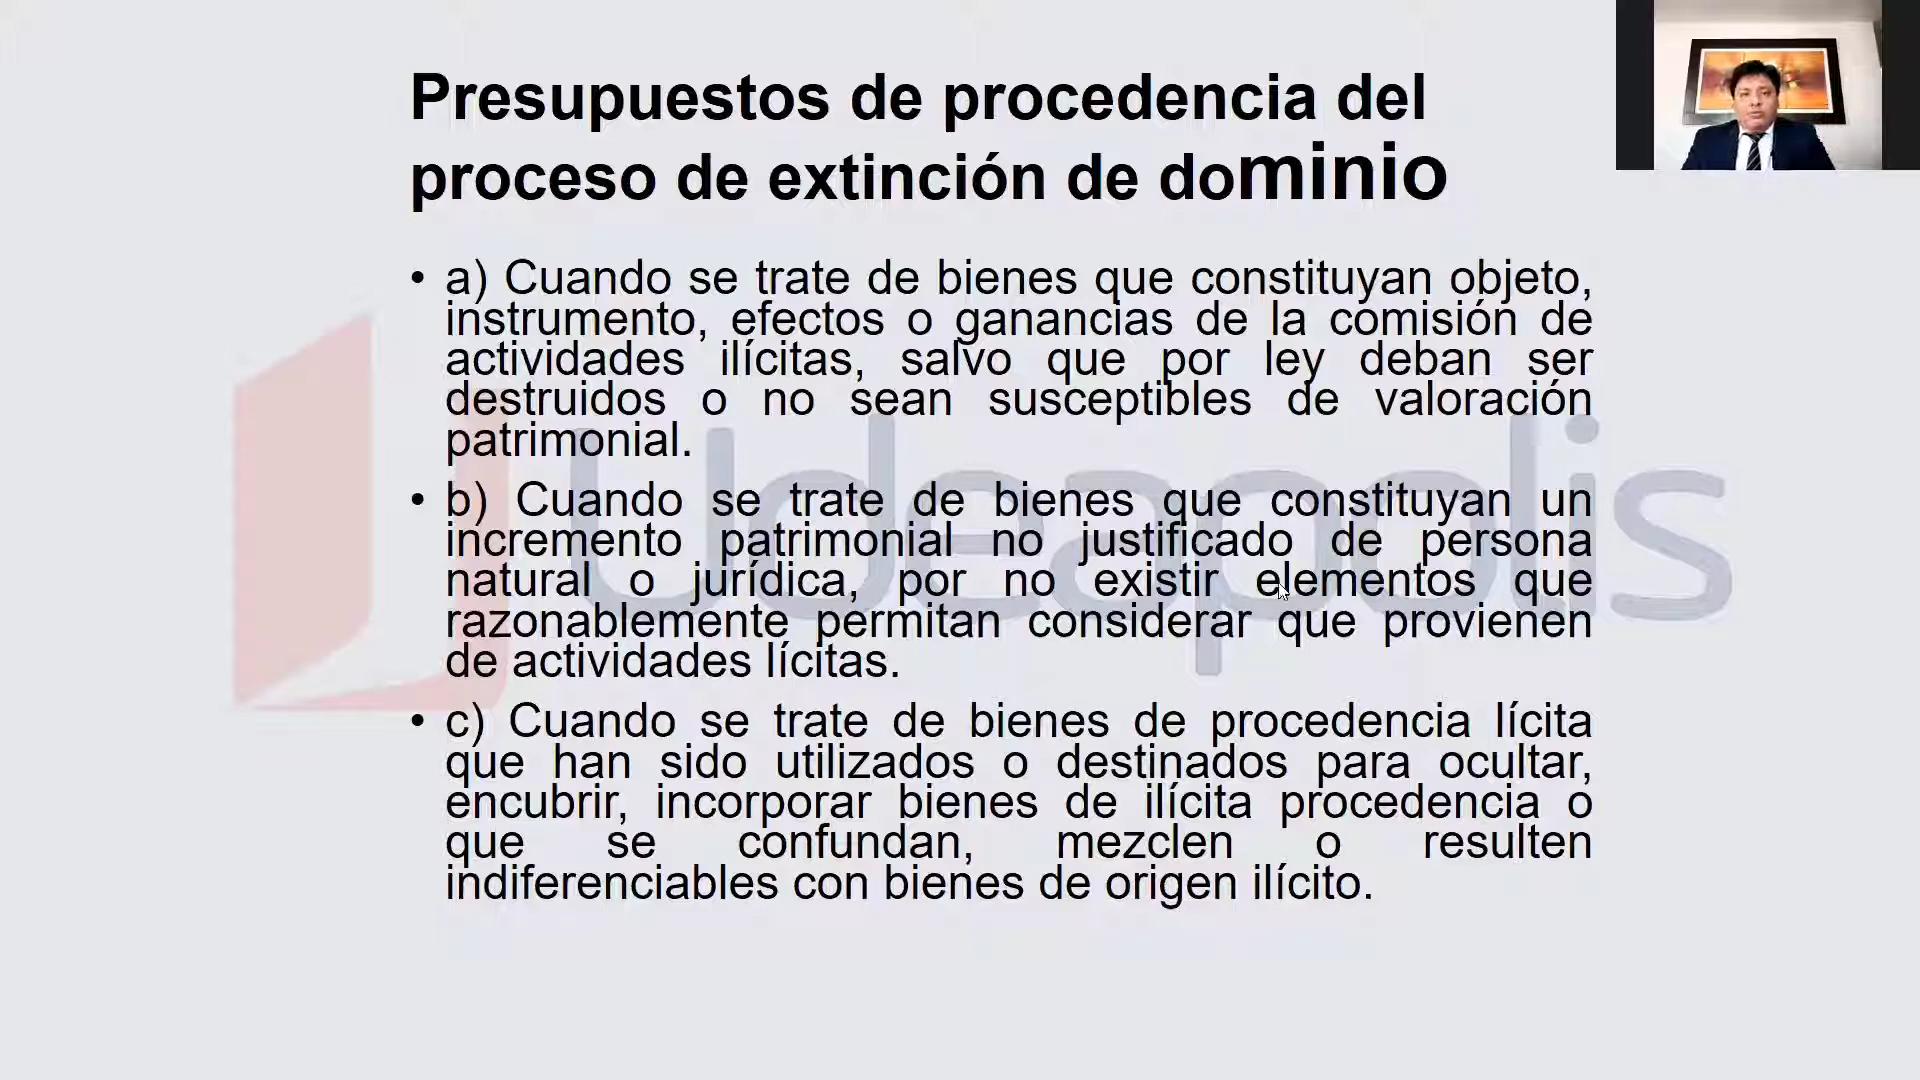 Presupuestos de procedencia del
proceso de extinción de dominio
• a) Cuando se trate de bienes que constituyan objeto,
instrumento, efectos o ganancias de la comisión de
actividades ilícitas, salvo que por ley deban ser
destruidos o no sean susceptibles de valoración
patrimonial.
• b) Cuando se trate de bienes que constituyan un
incremento patrimonial no justificado de persona
natural o jurídica, por no existir elementos que
razonablemente permitan considerar que provienen
de actividades lícitas.
• c) Cuando se trate de bienes de procedencia lícita
que han sido utilizados o destinados para ocultar,
encubrir, incorporar bienes de ilícita procedencia o
que se confundan, mezclen o resulten
indiferenciables con bienes de origen ilícito.
Udeapolis